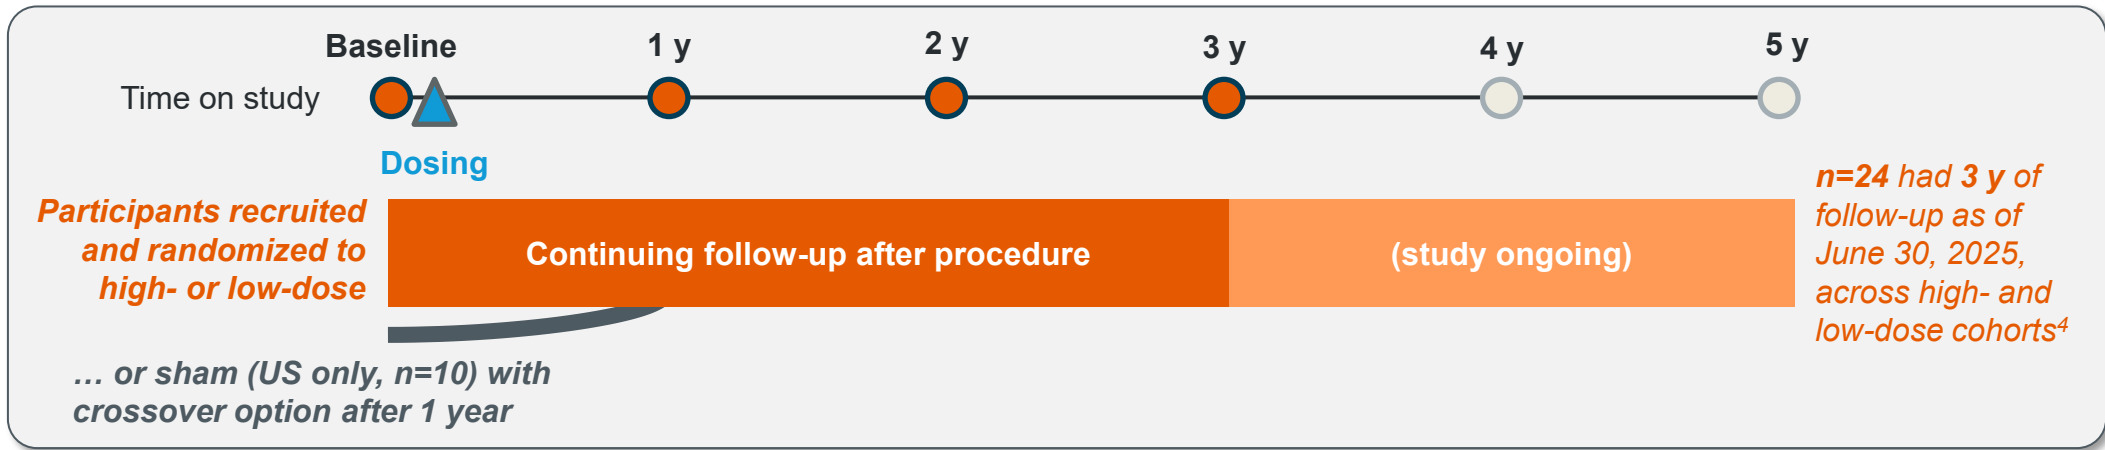 Baseline
1 y
2 y
3 y
4 y
5 y
Time on study
Dosing
Participants recruited
and randomized to
high- or low-dose
Continuing follow-up after procedure
(study ongoing)
n=24 had 3 y of
follow-up as of
June 30, 2025,
across high- and
low-dose cohorts⁴
... or sham (US only, n=10) with
crossover option after 1 year